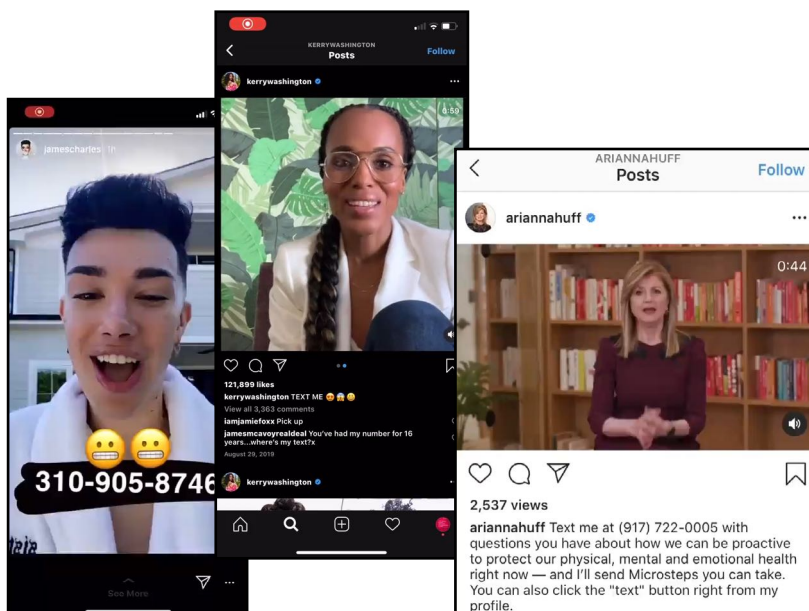 jamescharles 1h
310-905-8746
See More
KERRYWASHINGTON
Posts
Follow
kerrywashington
0:59
121,899 likes
kerrywashington TEXT ME 😍😱😀
View all 3,363 comments
iamjamiefoxx Pick up
jamesmcavoyrealdeal You've had my number for 16
years...where's my text?x
August 29, 2019
kerrywashington
ARIANNAHUFF
Posts
Follow
ariannahuff
0:44
2,537 views
ariannahuff Text me at (917) 722-0005 with
questions you have about how we can be proactive
to protect our physical, mental and emotional health
right now — and I'll send Microsteps you can take.
You can also click the "text" button right from my
profile.